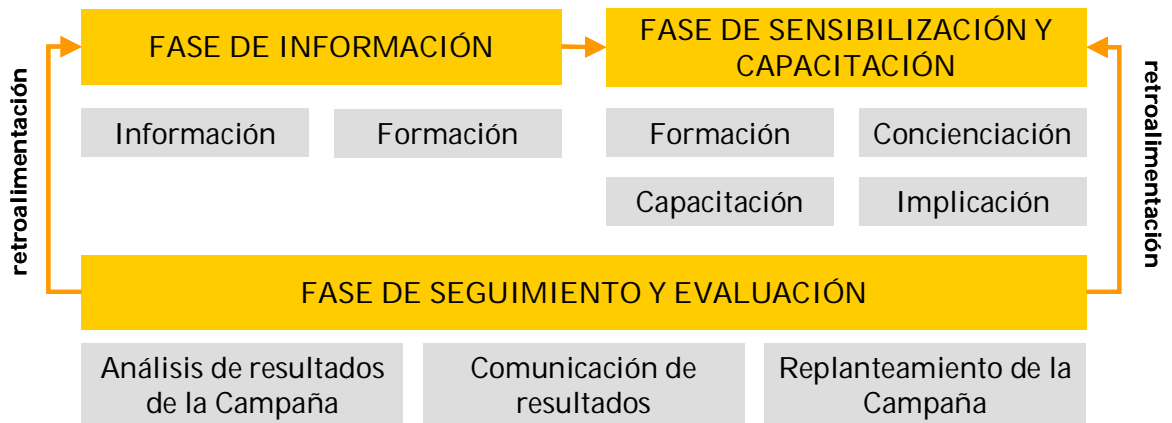 FASE DE INFORMACIÓN
FASE DE SENSIBILIZACIÓN Y
CAPACITACIÓN
retroalimentación
retroalimentación
Información
Formación
Formación
Concienciación
Capacitación
Implicación
FASE DE SEGUIMIENTO Y EVALUACIÓN
Análisis de resultados
de la Campaña
Comunicación de
resultados
Replanteamiento de la
Campaña